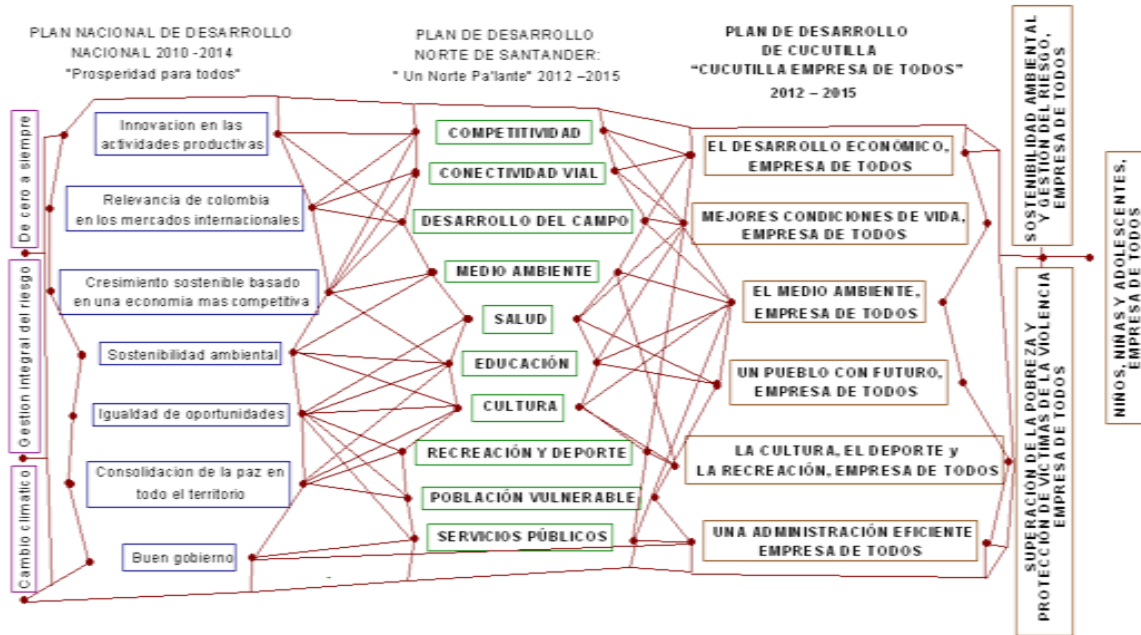 PLAN NACIONAL DE DESARROLLO
NACIONAL 2010 -2014
"Prosperidad para todos"
PLAN DE DESARROLLO
NORTE DE SANTANDER:
" Un Norte Pa'lante" 2012 –2015
PLAN DE DESARROLLO
DE CUCUTILLA
"CUCUTILLA EMPRESA DE TODOS"
2012 – 2015
De cero a siempre
Gestion integral del riesgo
Cambio climatico
Innovacion en las
actividades productivas
Relevancia de colombia
en los mercados internacionales
Cresimiento sostenible basado
en una economia mas competitiva
Sostenibilidad ambiental
Igualdad de oportunidades
Consolidacion de la paz en
todo el territorio
Buen gobierno
COMPETITIVIDAD
CONECTIVIDAD VIAL
DESARROLLO DEL CAMPO
MEDIO AMBIENTE
SALUD
EDUCACIÓN
CULTURA
RECREACIÓN Y DEPORTE
POBLACIÓN VULNERABLE
SERVICIOS PÚBLICOS
EL DESARROLLO ECONÓMICO,
EMPRESA DE TODOS
MEJORES CONDICIONES DE VIDA,
EMPRESA DE TODOS
EL MEDIO AMBIENTE,
EMPRESA DE TODOS
UN PUEBLO CON FUTURO,
EMPRESA DE TODOS
LA CULTURA, EL DEPORTE y
LA RECREACIÓN, EMPRESA DE TODOS
UNA ADMINISTRACIÓN EFICIENTE
EMPRESA DE TODOS
SOSTENIBILIDAD AMBIENTAL
Y GESTIÓN DEL RIESGO,
EMPRESA DE TODOS
SUPERACIÓN DE LA POBREZA Y
PROTECCIÓN DE VÍCTIMAS DE LA VIOLENCIA
EMPRESA DE TODOS
NIÑOS, NIÑAS Y ADOLESCENTES,
EMPRESA DE TODOS